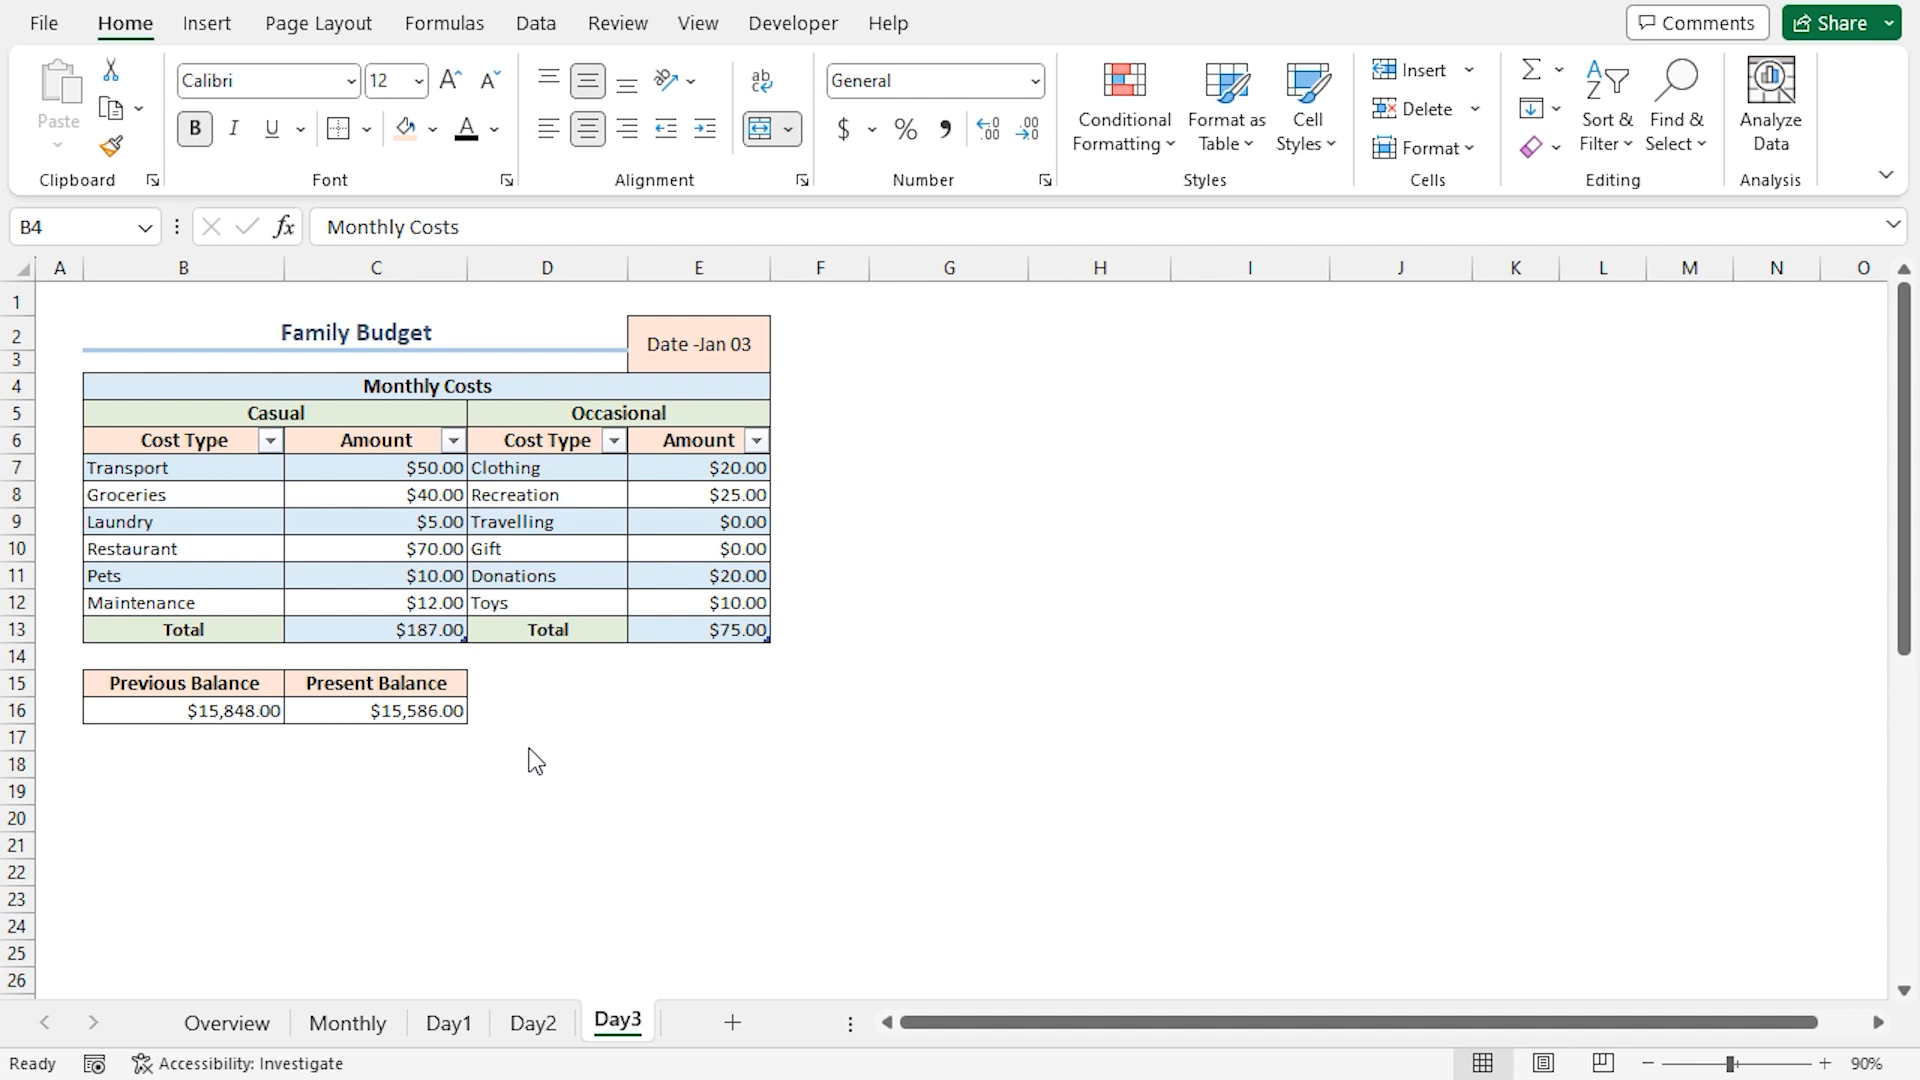 File Home Insert Page Layout Formulas Data Review View Developer Help Comments Share
Paste
Clipboard
Calibri 12
B I U A
Font
ab
Alignment
General
$ % 9 .00 .00
Number
Conditional Formatting
Format as Table
Cell Styles
Styles
Insert
Delete
Format
Cells
Sort & Filter
Find & Select
Editing
Analyze Data
Analysis
B4 fx Monthly Costs
A B C D E F G H I J K L M N O
1
2 Family Budget Date -Jan 03
3
4 Monthly Costs
5 Casual Occasional
6 Cost Type Amount Cost Type Amount
7 Transport $50.00 Clothing $20.00
8 Groceries $40.00 Recreation $25.00
9 Laundry $5.00 Travelling $0.00
10 Restaurant $70.00 Gift $0.00
11 Pets $10.00 Donations $20.00
12 Maintenance $12.00 Toys $10.00
13 Total $187.00 Total $75.00
14
15 Previous Balance Present Balance
16 $15,848.00 $15,586.00
17
18
19
20
21
22
23
24
25
26
Overview Monthly Day1 Day2 Day3
Ready Accessibility: Investigate 90%